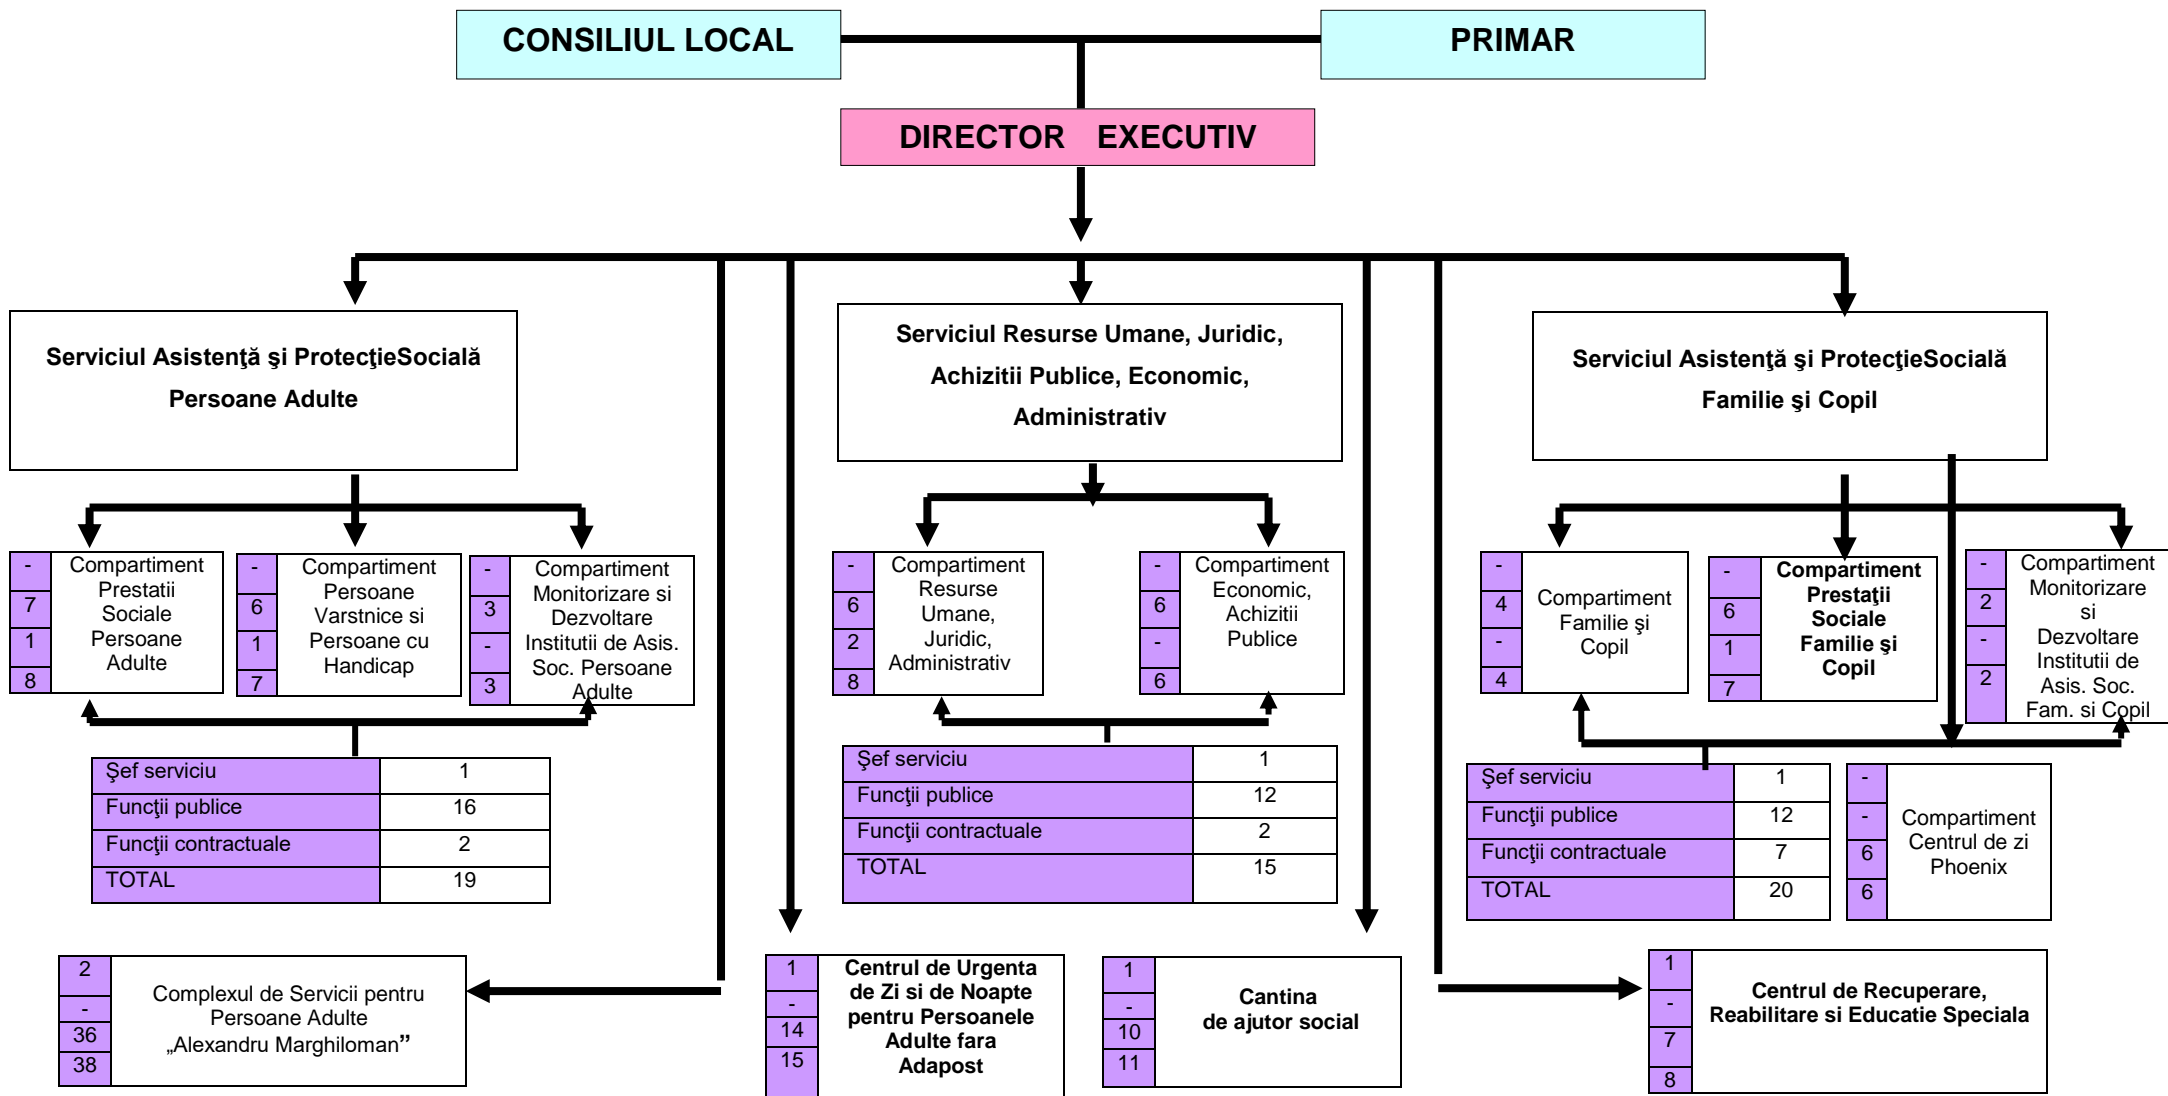 CONSILIUL LOCAL
PRIMAR
DIRECTOR EXECUTIV
Serviciul Asistenţă şi ProtecţieSocială
Persoane Adulte
Serviciul Resurse Umane, Juridic,
Achizitii Publice, Economic,
Administrativ
Serviciul Asistenţă şi ProtecţieSocială
Familie şi Copil
-
7
1
8
Compartiment
Prestatii
Sociale
Persoane
Adulte
-
6
1
7
Compartiment
Persoane
Varstnice si
Persoane cu
Handicap
-
3
-
3
Compartiment
Monitorizare si
Dezvoltare
Institutii de Asis.
Soc. Persoane
Adulte
-
6
2
8
Compartiment
Resurse
Umane,
Juridic,
Administrativ
-
6
-
6
Compartiment
Economic,
Achizitii
Publice
-
4
-
4
Compartiment
Familie şi
Copil
-
6
1
7
Compartiment
Prestaţii
Sociale
Familie şi
Copil
-
2
-
2
Compartiment
Monitorizare
si
Dezvoltare
Institutii de
Asis. Soc.
Fam. si Copil
Şef serviciu 1
Funcţii publice 16
Funcţii contractuale 2
TOTAL 19
Şef serviciu 1
Funcţii publice 12
Funcţii contractuale 2
TOTAL 15
Şef serviciu 1
Funcţii publice 12
Funcţii contractuale 7
TOTAL 20
-
-
6
6
Compartiment
Centrul de zi
Phoenix
2
-
36
38
Complexul de Servicii pentru
Persoane Adulte
„Alexandru Marghiloman”
1
-
14
15
Centrul de Urgenta
de Zi si de Noapte
pentru Persoanele
Adulte fara
Adapost
1
-
10
11
Cantina
de ajutor social
1
-
7
8
Centrul de Recuperare,
Reabilitare si Educatie Speciala